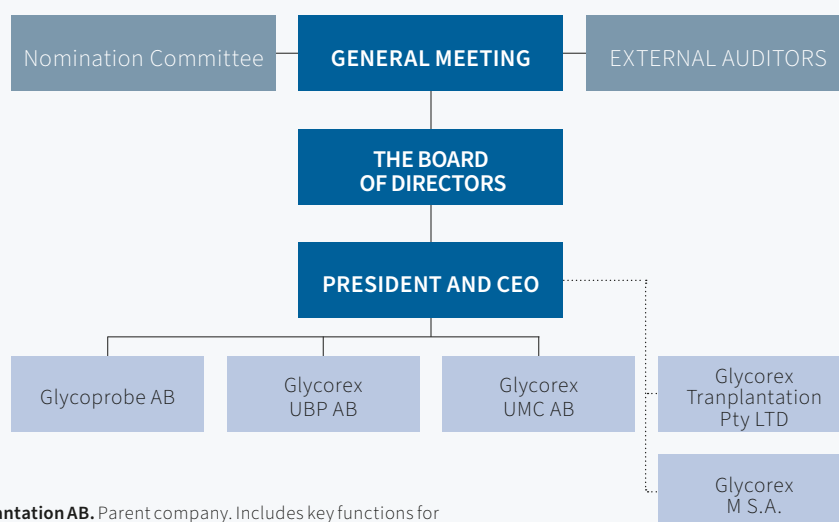 Nomination Committee
GENERAL MEETING
EXTERNAL AUDITORS
THE BOARD
OF DIRECTORS
PRESIDENT AND CEO
Glycoprobe AB
Glycorex
UBP AB
Glycorex
UMC AB
Glycorex
Tranplantation
Pty LTD
Glycorex
M S.A.
AB. Parent company. Includes key functions for